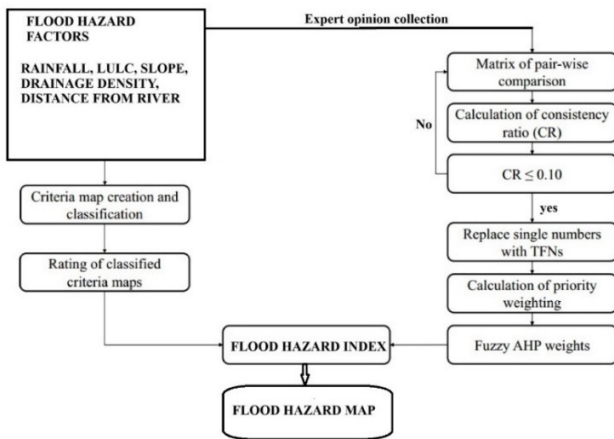 FLOOD HAZARD
FACTORS
RAINFALL, LULC, SLOPE,
DRAINAGE DENSITY,
DISTANCE FROM RIVER
Expert opinion collection
Matrix of pair-wise
comparison
No
Calculation of consistency
ratio (CR)
CR ≤ 0.10
yes
Criteria map creation and
classification
Replace single numbers
with TFNs
Rating of classified
criteria maps
Calculation of priority
weighting
FLOOD HAZARD INDEX
Fuzzy AHP weights
FLOOD HAZARD MAP